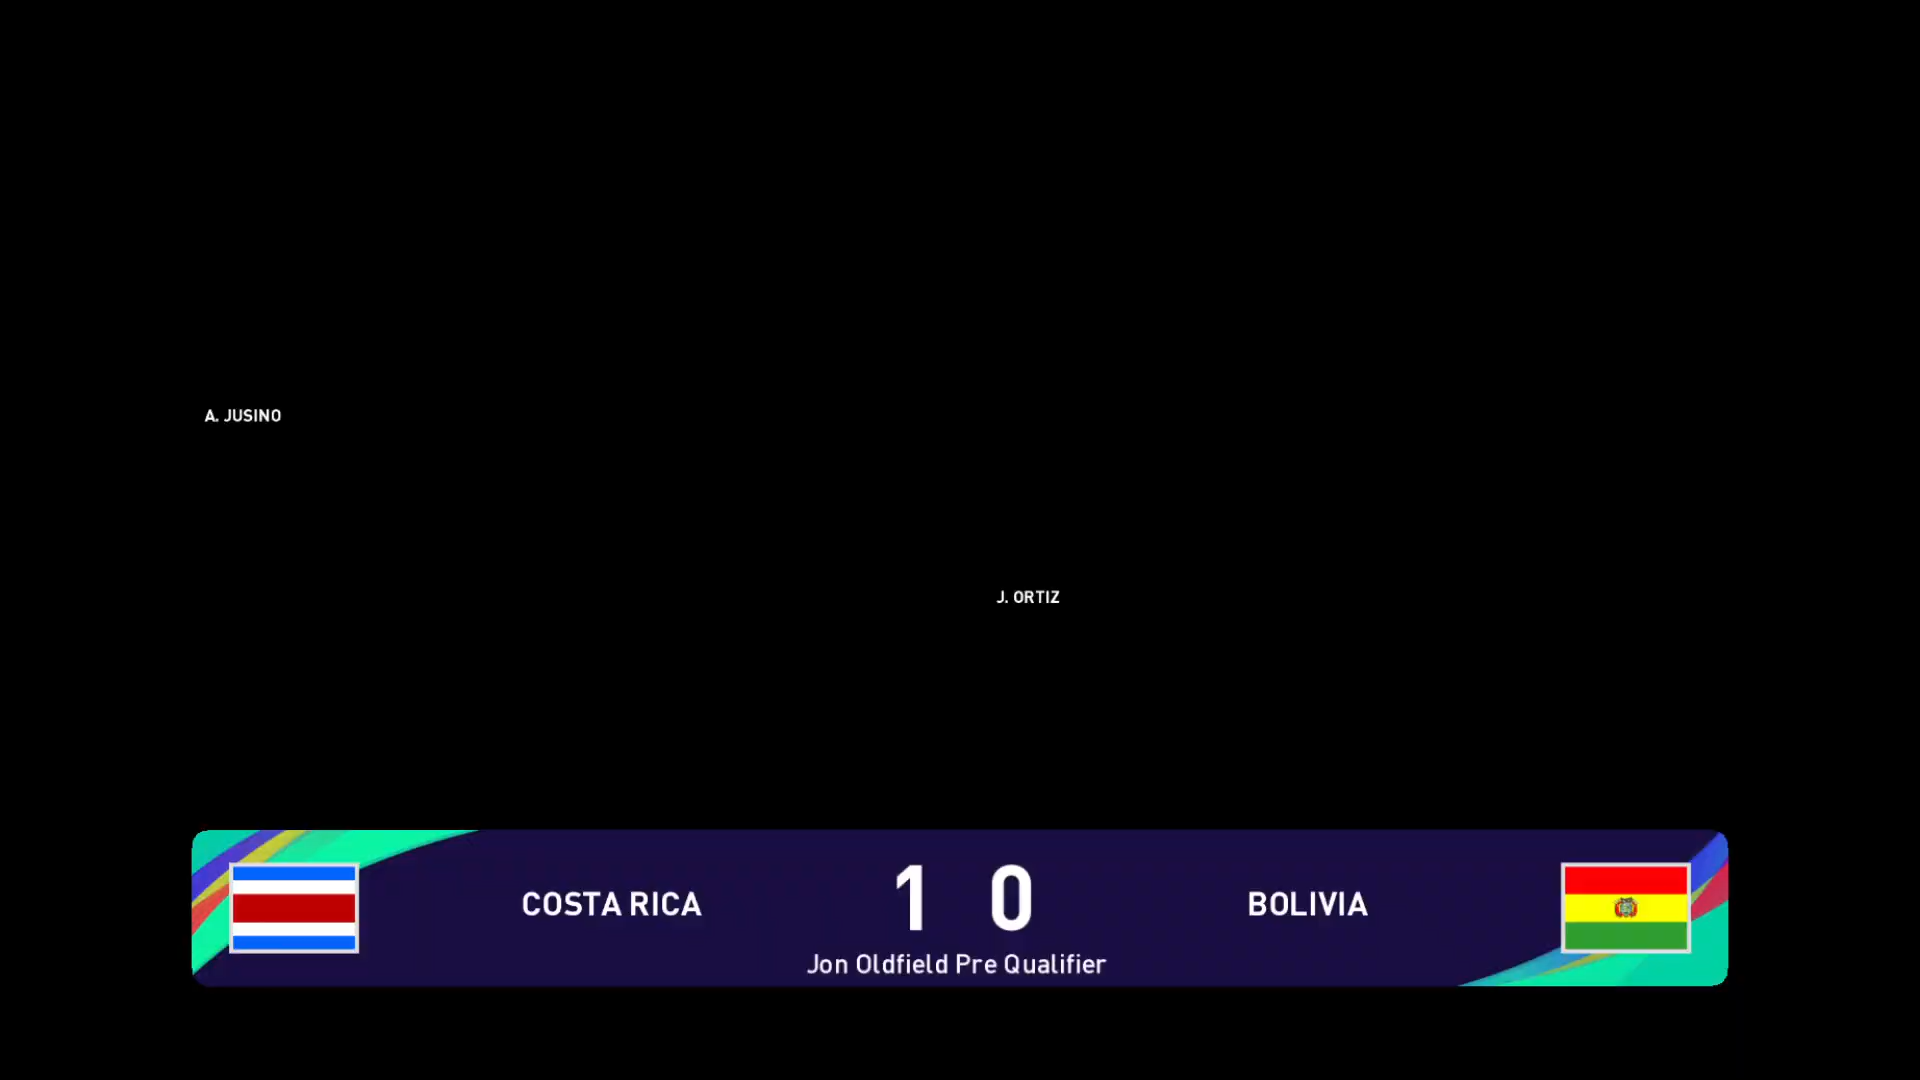 A. JUSINO
J. ORTIZ
COSTA RICA 1 0 BOLIVIA
Jon Oldfield Pre Qualifier